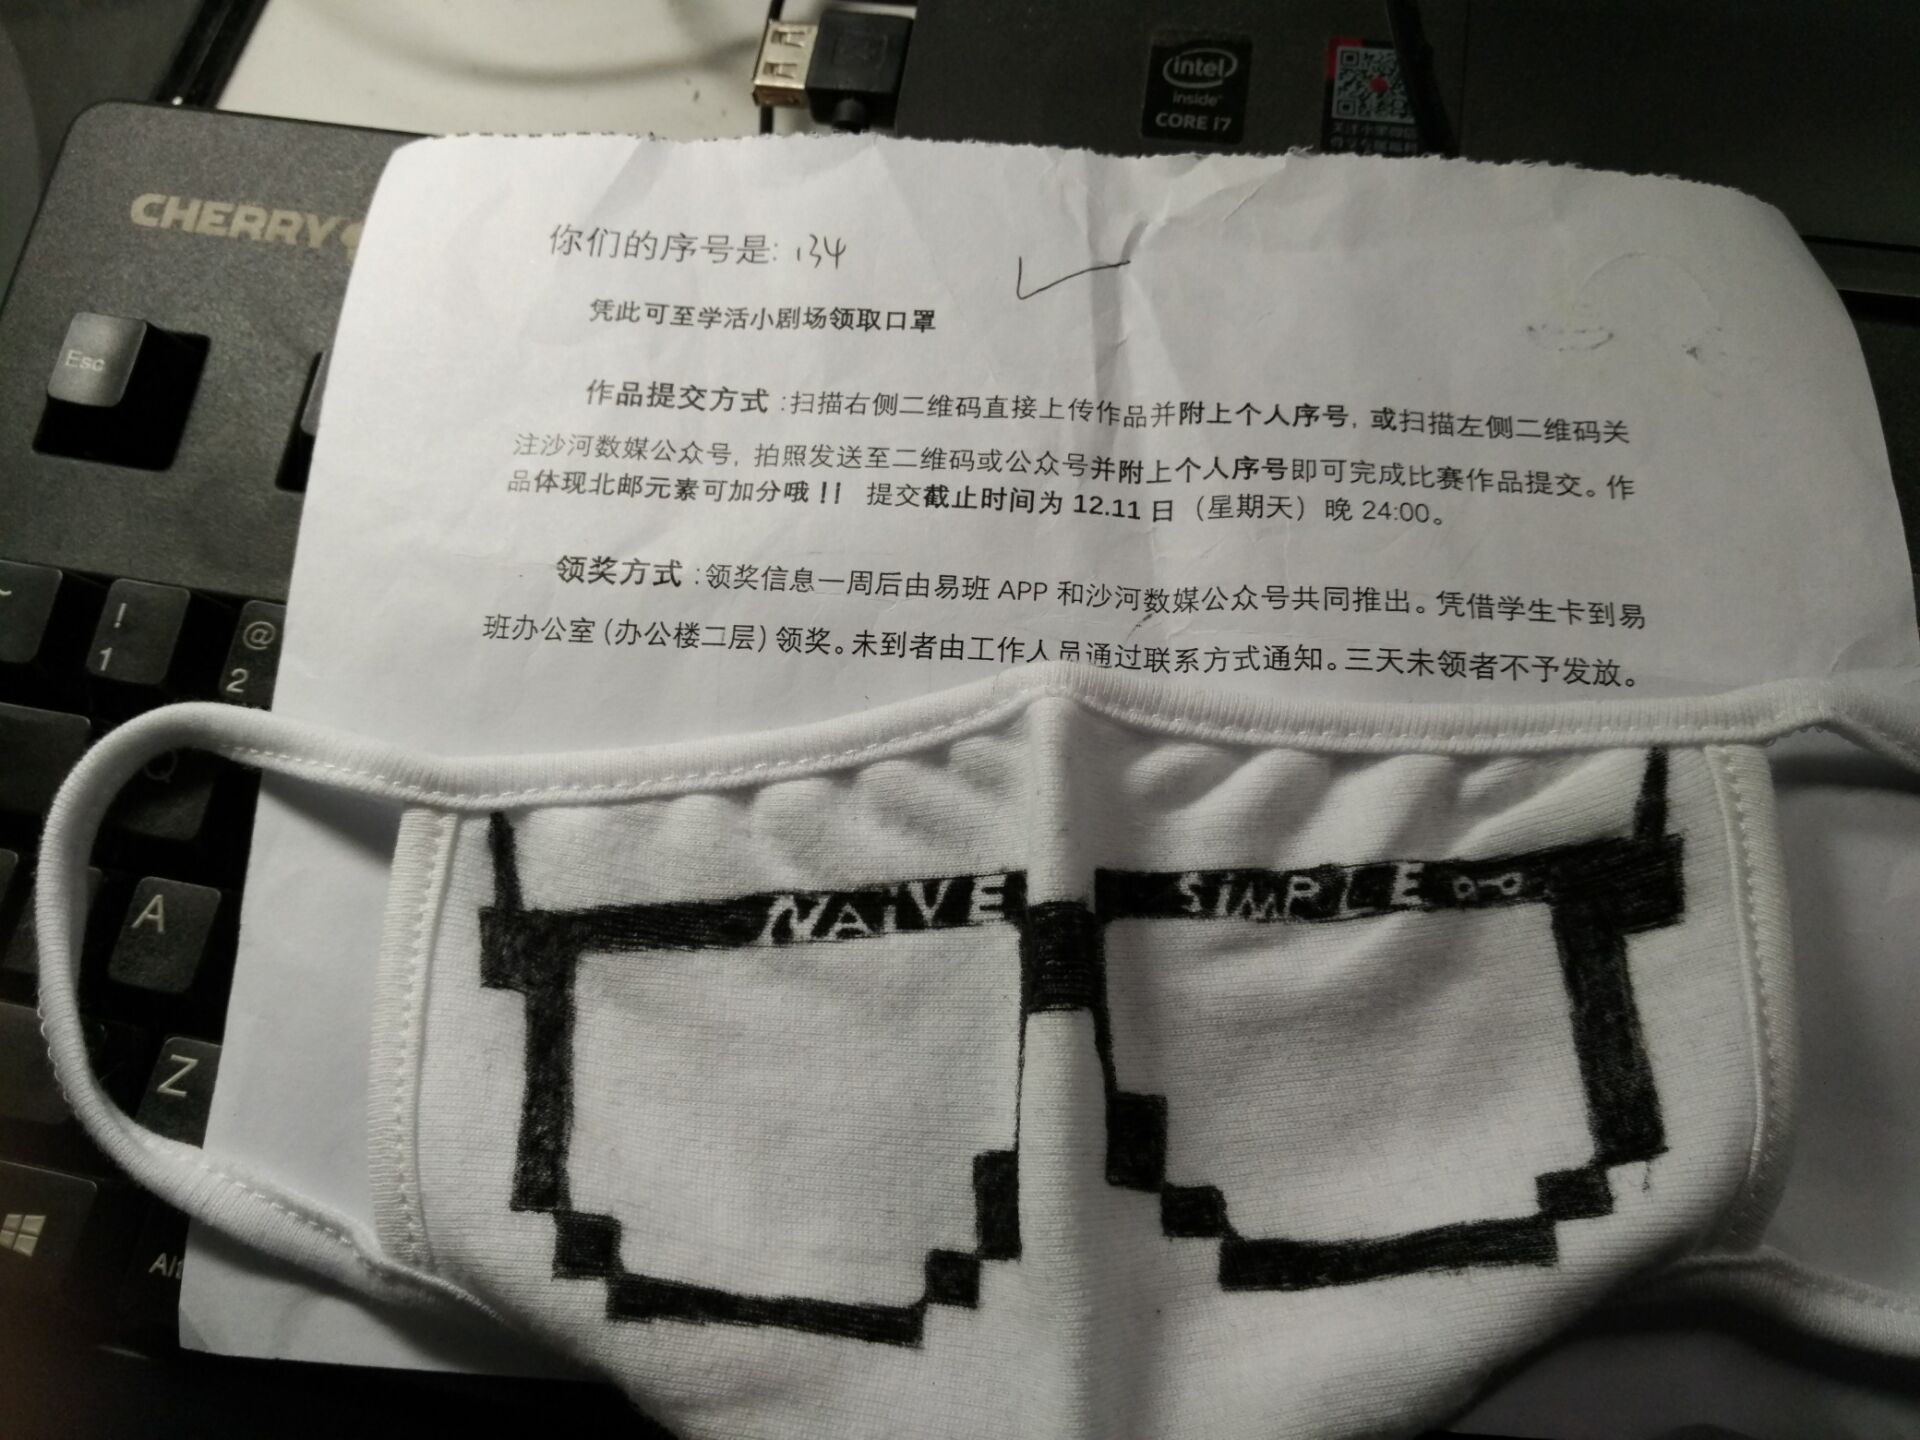 intel
inside
CORE i7
CHERRY
你们的序号是: 134
凭此可至学活小剧场领取口罩
Esc
作品提交方式:扫描右侧二维码直接上传作品并附上个人序号,或扫描左侧二维码关
注沙河数媒公众号,拍照发送至二维码或公众号并附上个人序号即可完成比赛作品提交。作
品体现北邮元素可加分哦!! 提交截止时间为 12.11 日(星期天)晚 24:00。
领奖方式:领奖信息一周后由易班 APP 和沙河数媒公众号共同推出。凭借学生卡到易
班办公室(办公楼二层)领奖。未到者由工作人员通过联系方式通知。三天未领者不予发放。
~
!
1
@
2
Q
A
NAiVE SiMPLE
Z
Alt